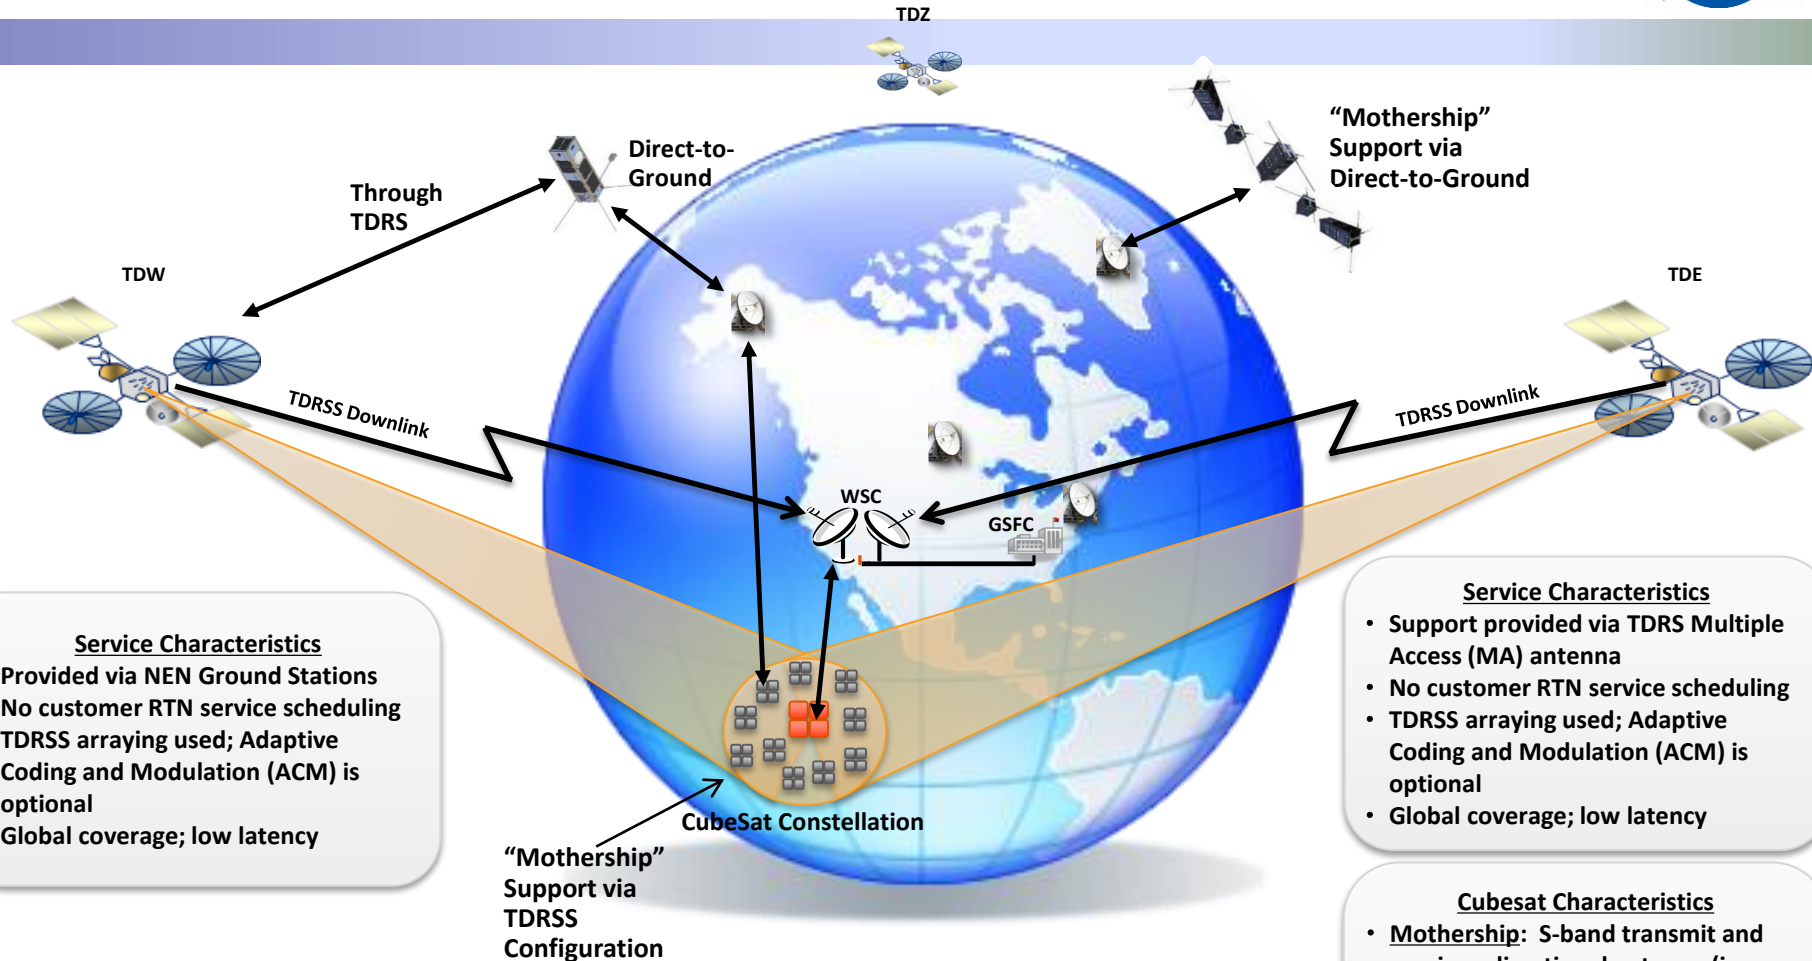 TDZ
"Mothership"
Support via
Direct-to-Ground
Direct-to-
Ground
Through
TDRS
TDW
TDE
TDRSS Downlink
TDRSS Downlink
WSC
GSFC
Service Characteristics
Provided via NEN Ground Stations
No customer RTN service scheduling
TDRSS arraying used; Adaptive
Coding and Modulation (ACM) is
optional
Global coverage; low latency
Service Characteristics
• Support provided via TDRS Multiple
Access (MA) antenna
• No customer RTN service scheduling
• TDRSS arraying used; Adaptive
Coding and Modulation (ACM) is
optional
• Global coverage; low latency
CubeSat Constellation
"Mothership"
Support via
TDRSS
Configuration
Cubesat Characteristics
• Mothership: S-band transmit and